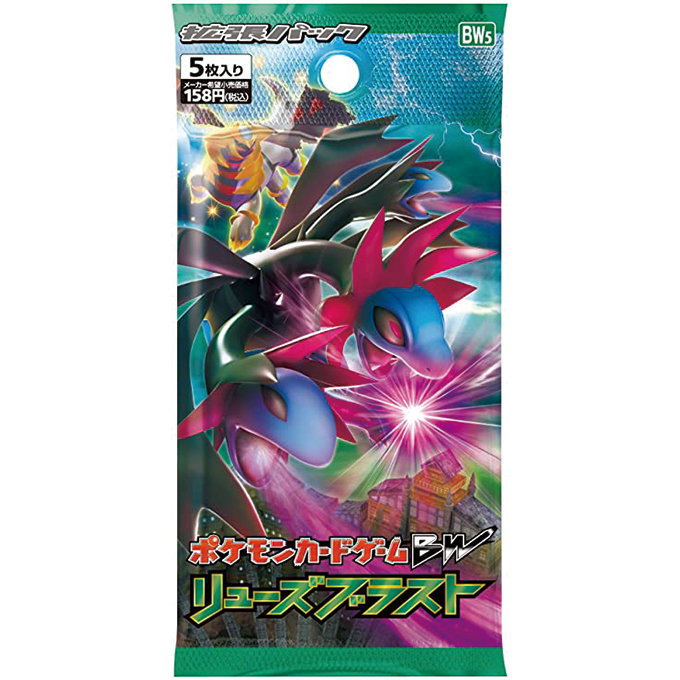 拡張パック
BW5
5枚入り
メーカー希望小売価格
158円(税込)
ポケモンカードゲームBW
リューズブラスト